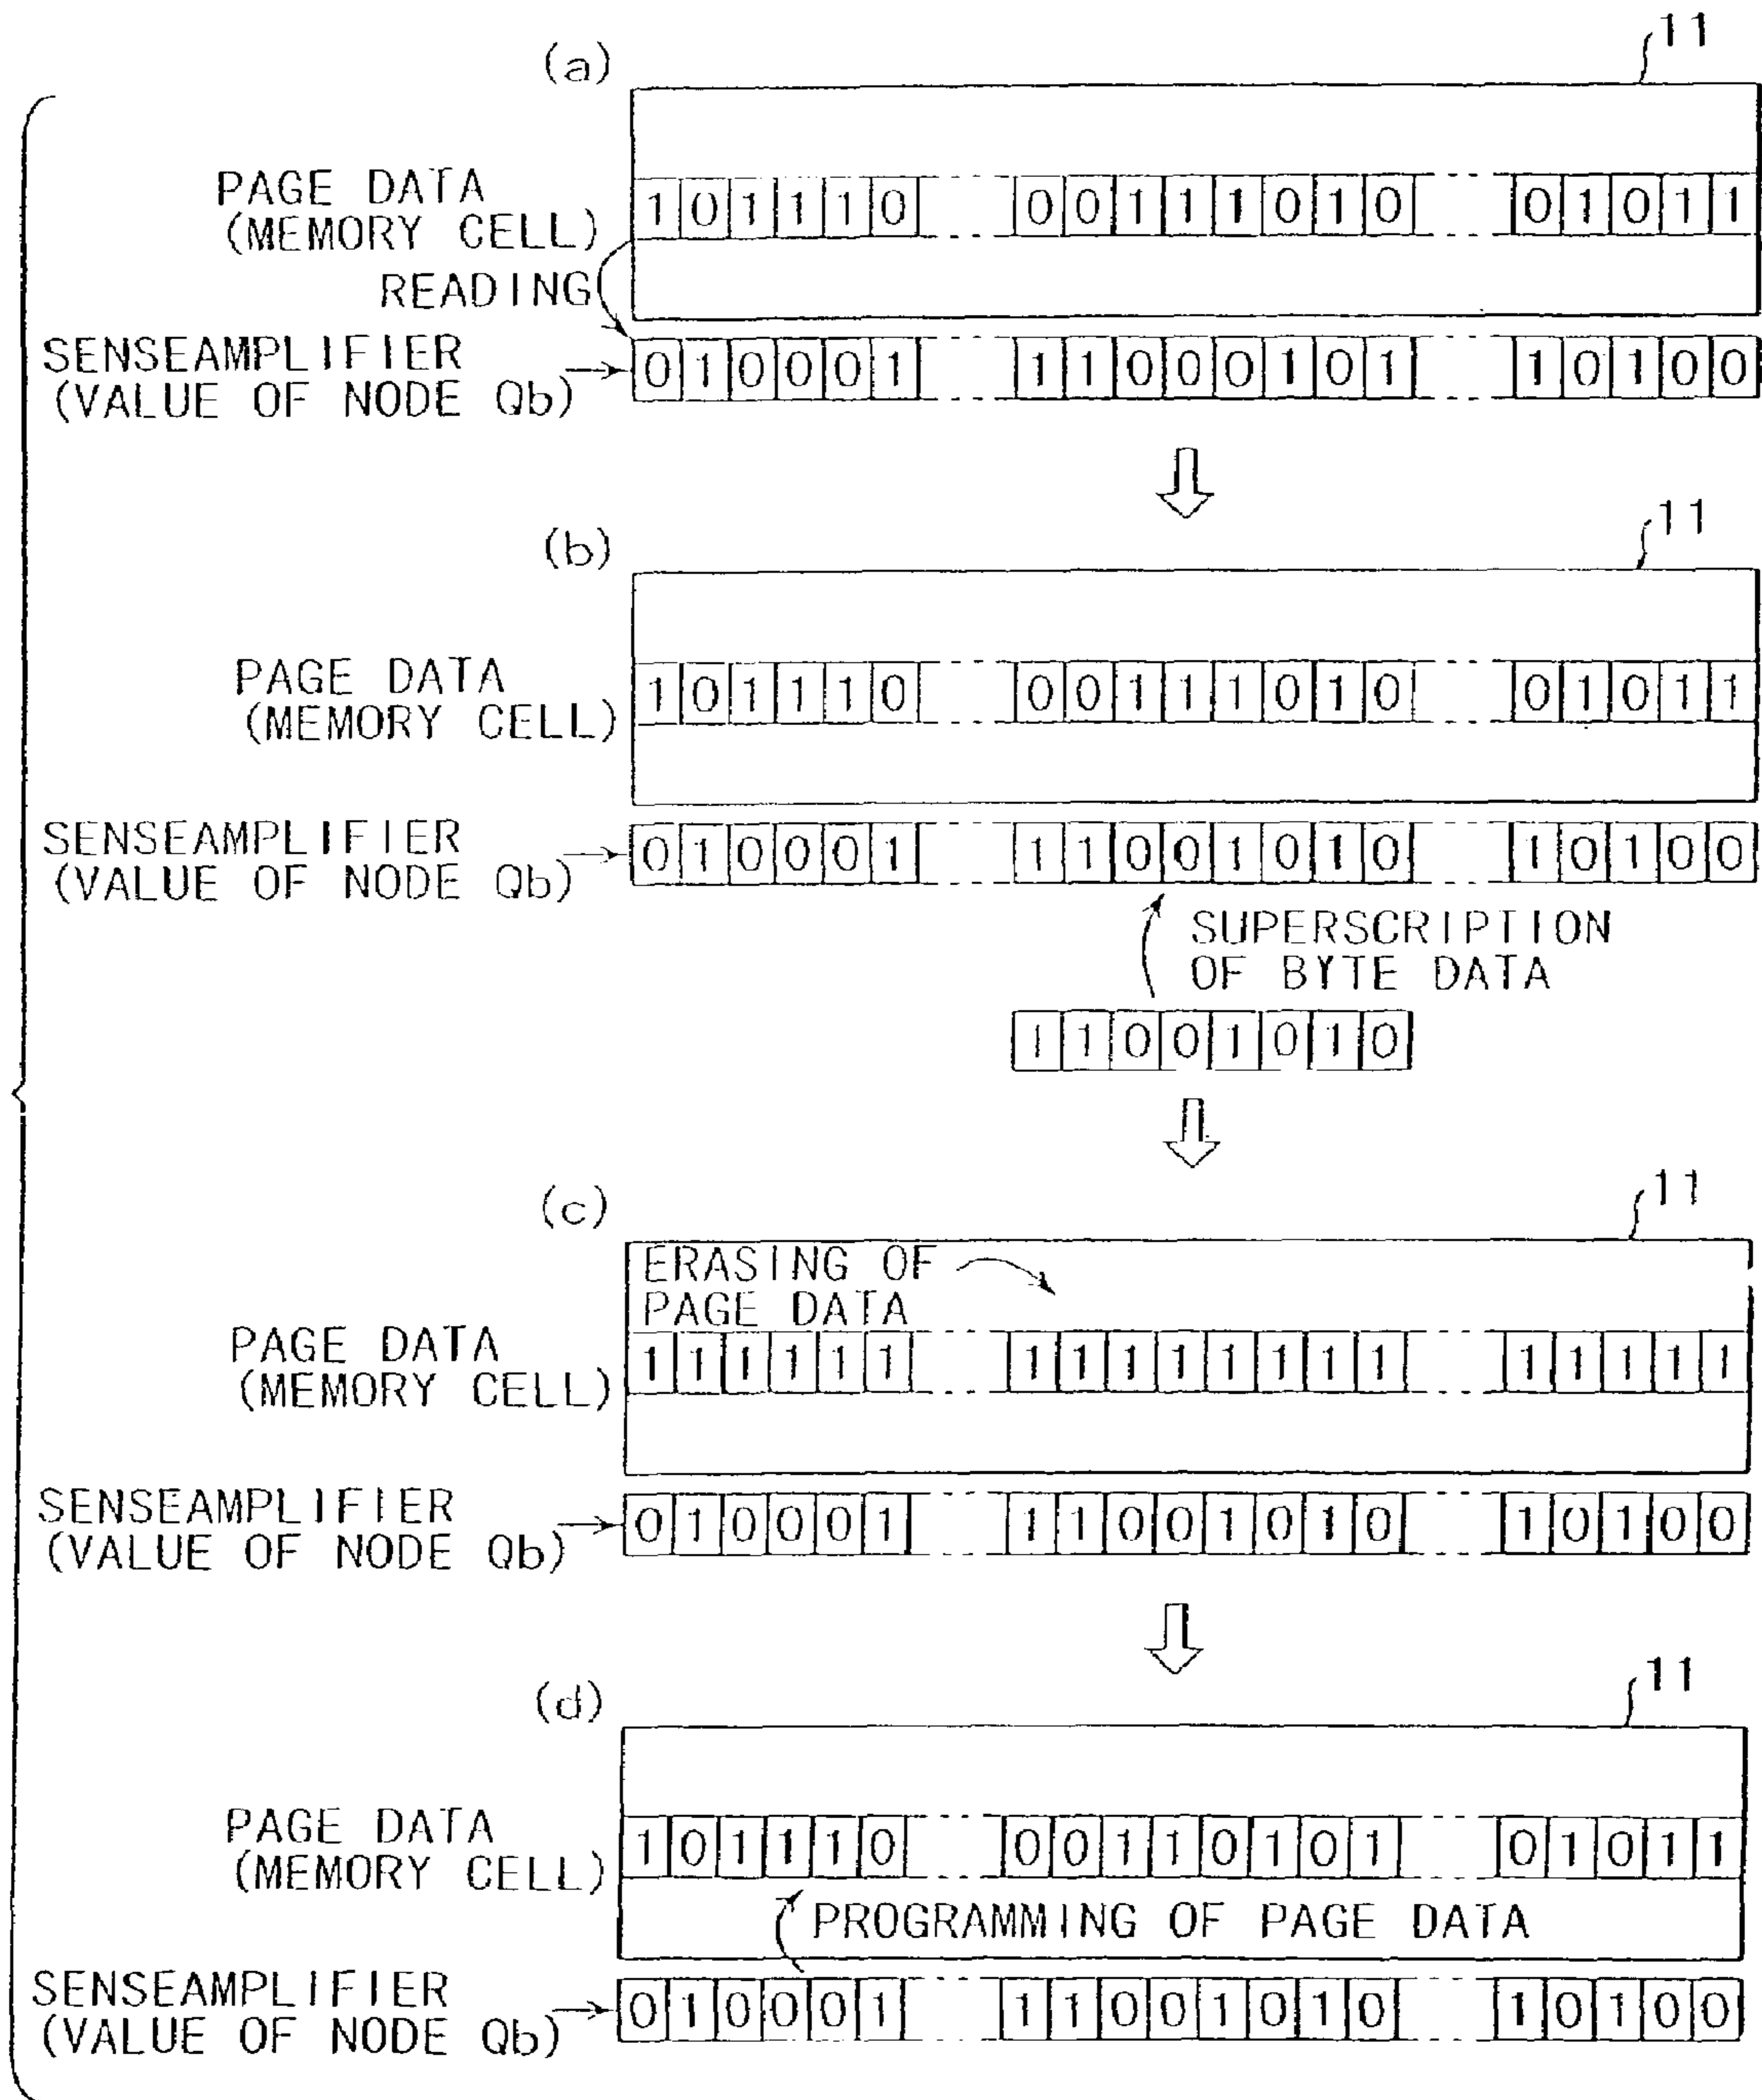 (a)
11
PAGE DATA
(MEMORY CELL)
1 0 1 1 1 0 0 0 1 1 1 0 1 0 0 1 0 1 1
READING
SENSEAMPLIFIER
(VALUE OF NODE Qb)
0 1 0 0 0 1 1 1 0 0 0 1 0 1 1 0 1 0 0
(b)
11
PAGE DATA
(MEMORY CELL)
1 0 1 1 1 0 0 0 1 1 1 0 1 0 0 1 0 1 1
SENSEAMPLIFIER
(VALUE OF NODE Qb)
0 1 0 0 0 1 1 1 0 0 1 0 1 0 1 0 1 0 0
SUPERSCRIPTION
OF BYTE DATA
1 1 0 0 1 0 1 0
(c)
11
ERASING OF
PAGE DATA
PAGE DATA
(MEMORY CELL)
1 1 1 1 1 1 1 1 1 1 1 1 1 1 1 1 1 1 1
SENSEAMPLIFIER
(VALUE OF NODE Qb)
0 1 0 0 0 1 1 1 0 0 1 0 1 0 1 0 1 0 0
(d)
11
PAGE DATA
(MEMORY CELL)
1 0 1 1 1 0 0 0 1 1 0 1 0 1 0 1 0 1 1
PROGRAMMING OF PAGE DATA
SENSEAMPLIFIER
(VALUE OF NODE Qb)
0 1 0 0 0 1 1 1 0 0 1 0 1 0 1 0 1 0 0